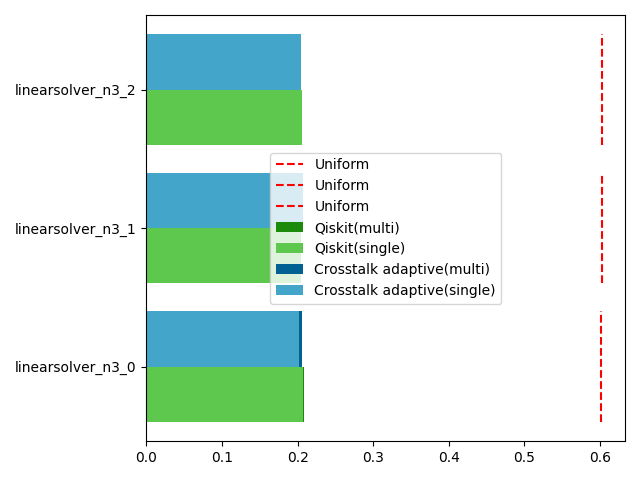 linearsolver_n3_2
linearsolver_n3_1
linearsolver_n3_0
Uniform
Uniform
Uniform
Qiskit(multi)
Qiskit(single)
Crosstalk adaptive(multi)
Crosstalk adaptive(single)
0.0 0.1 0.2 0.3 0.4 0.5 0.6